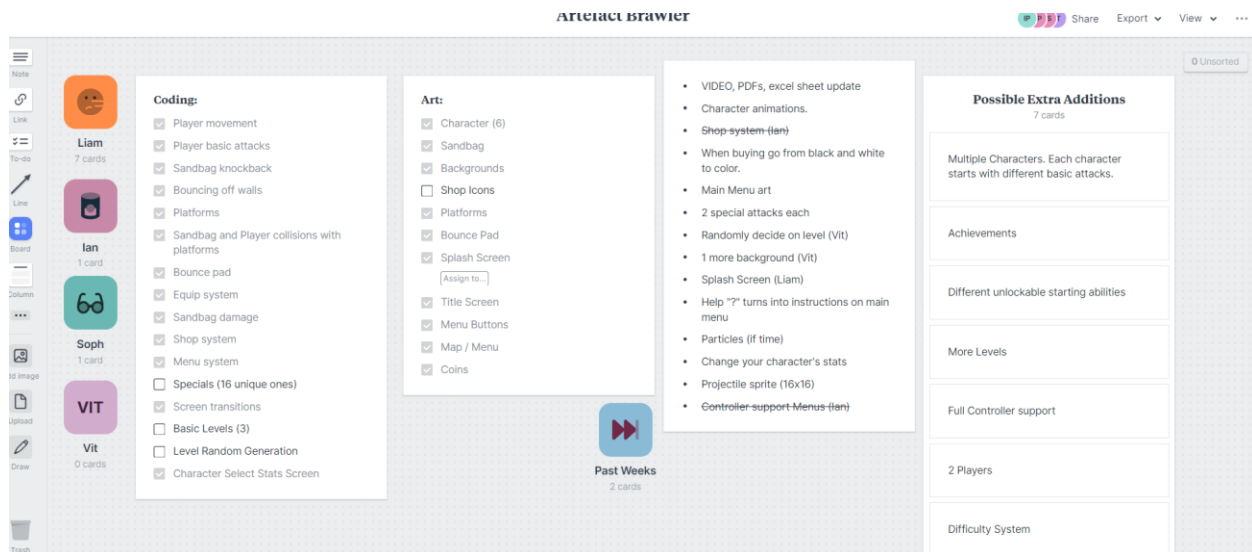 Artefact Brawler
IP
P
S
T
Share
Export
View
0 Unsorted
Note
Link
To-do
Line
Board
Column
Add image
Upload
Draw
Trash
Liam
7 cards
Ian
1 card
Soph
1 card
VIT
Vit
0 cards
Coding:
Player movement
Player basic attacks
Sandbag knockback
Bouncing off walls
Platforms
Sandbag and Player collisions with
platforms
Bounce pad
Equip system
Sandbag damage
Shop system
Menu system
Specials (16 unique ones)
Screen transitions
Basic Levels (3)
Level Random Generation
Character Select Stats Screen
Art:
Character (6)
Sandbag
Backgrounds
Shop Icons
Platforms
Bounce Pad
Splash Screen
Assign to...
Title Screen
Menu Buttons
Map / Menu
Coins
Past Weeks
2 cards
VIDEO, PDFs, excel sheet update
Character animations.
Shop system (Ian)
When buying go from black and white
to color.
Main Menu art
2 special attacks each
Randomly decide on level (Vit)
1 more background (Vit)
Splash Screen (Liam)
Help "?" turns into instructions on main
menu
Particles (if time)
Change your character's stats
Projectile sprite (16x16)
Controller support Menus (Ian)
Possible Extra Additions
7 cards
Multiple Characters. Each character
starts with different basic attacks.
Achievements
Different unlockable starting abilities
More Levels
Full Controller support
2 Players
Difficulty System